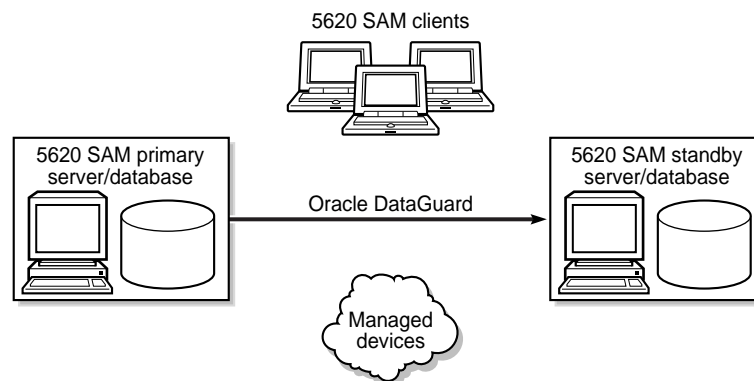 5620 SAM clients
5620 SAM primary
server/database
5620 SAM standby
server/database
Oracle DataGuard
Managed
devices